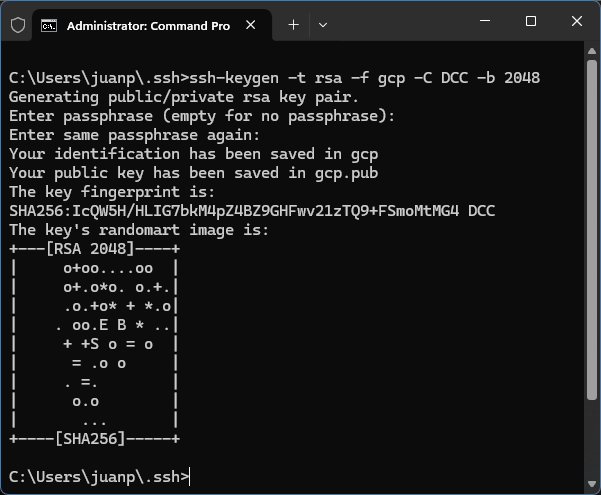 Administrator: Command Pro
C:\Users\juanp\.ssh>ssh-keygen -t rsa -f gcp -C DCC -b 2048
Generating public/private rsa key pair.
Enter passphrase (empty for no passphrase):
Enter same passphrase again:
Your identification has been saved in gcp
Your public key has been saved in gcp.pub
The key fingerprint is:
SHA256:IcQW5H/HLIG7bkM4pZ4BZ9GHFwv21zTQ9+FSmoMtMG4 DCC
The key's randomart image is:
+---[RSA 2048]----+
|     o+oo....oo  |
|     o+.o*o. o.+.|
|     .o.+o* + *.o|
|    . oo.E B * ..|
|     + +S o = o  |
|      = .o o     |
|     . =.        |
|      o.o        |
|       ...       |
+----[SHA256]-----+
C:\Users\juanp\.ssh>